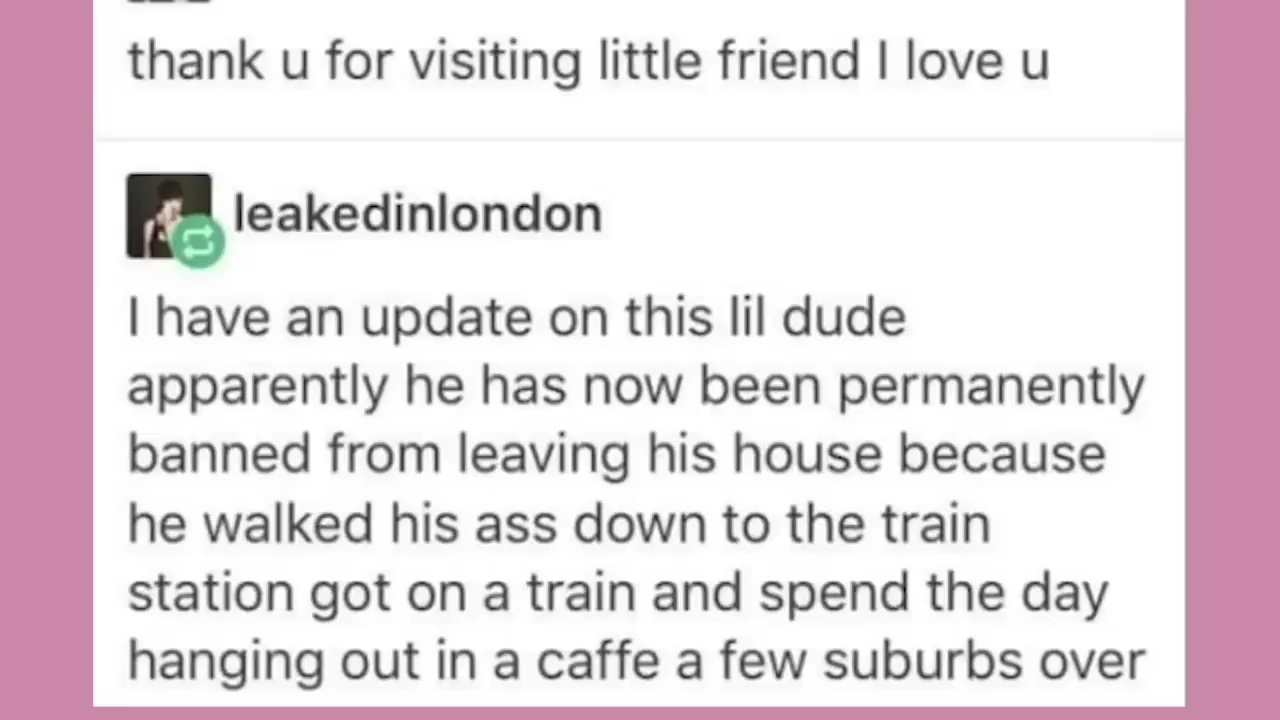 thank u for visiting little friend I love u
leakedinlondon
I have an update on this lil dude
apparently he has now been permanently
banned from leaving his house because
he walked his ass down to the train
station got on a train and spend the day
hanging out in a caffe a few suburbs over